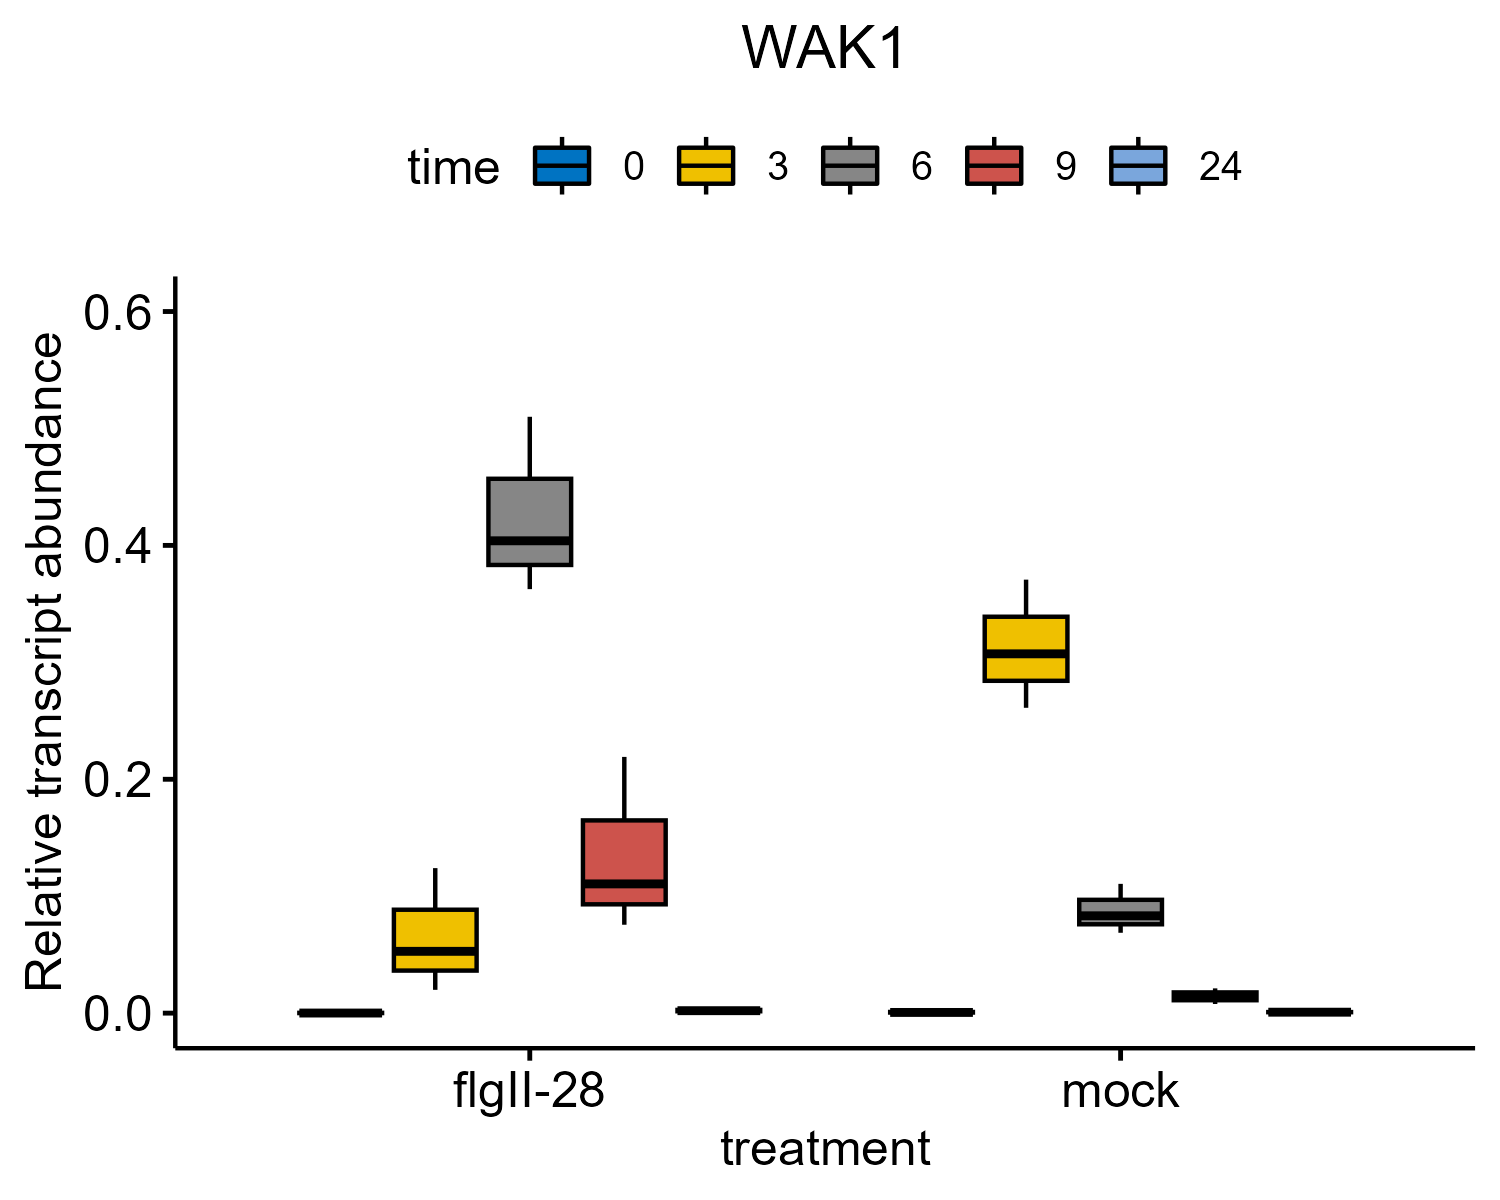 WAK1
time 0 3 6 9 24
Relative transcript abundance
0.6
0.4
0.2
0.0
flgII-28 mock
treatment